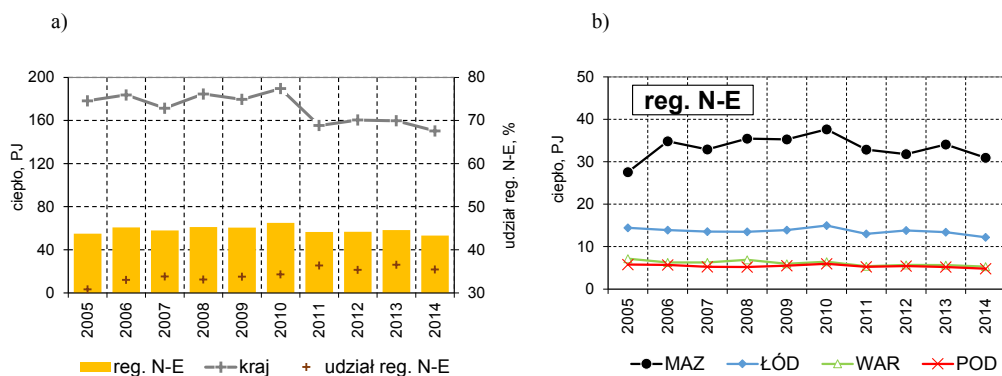 a)
b)
200
160
120
80
40
0
ciepło, PJ
80
70
60
50
40
30
udział reg. N-E, %
2005
2006
2007
2008
2009
2010
2011
2012
2013
2014
reg. N-E
kraj
udział reg. N-E
50
40
30
20
10
0
ciepło, PJ
reg. N-E
2005
2006
2007
2008
2009
2010
2011
2012
2013
2014
MAZ
ŁÓD
WAR
POD